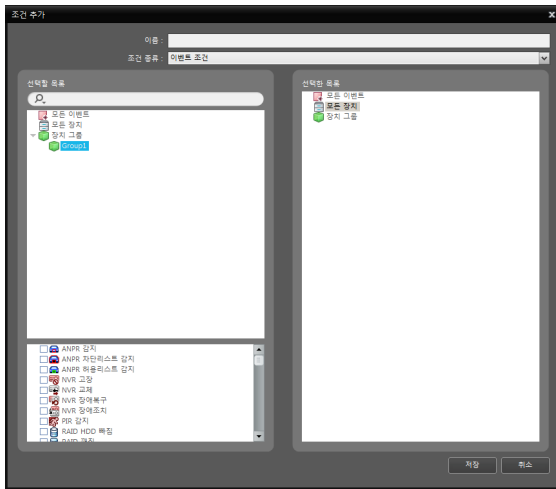 조건 추가
이름 :
조건 종류 : 이벤트 조건
선택할 목록
모든 이벤트
모든 장치
장치 그룹
Group1
ANPR 감지
ANPR 차단리스트 감지
ANPR 허용리스트 감지
NVR 고장
NVR 교체
NVR 장애복구
NVR 장애조치
PIR 감지
RAID HDD 빠짐
선택한 목록
모든 이벤트
모든 장치
장치 그룹
저장
취소